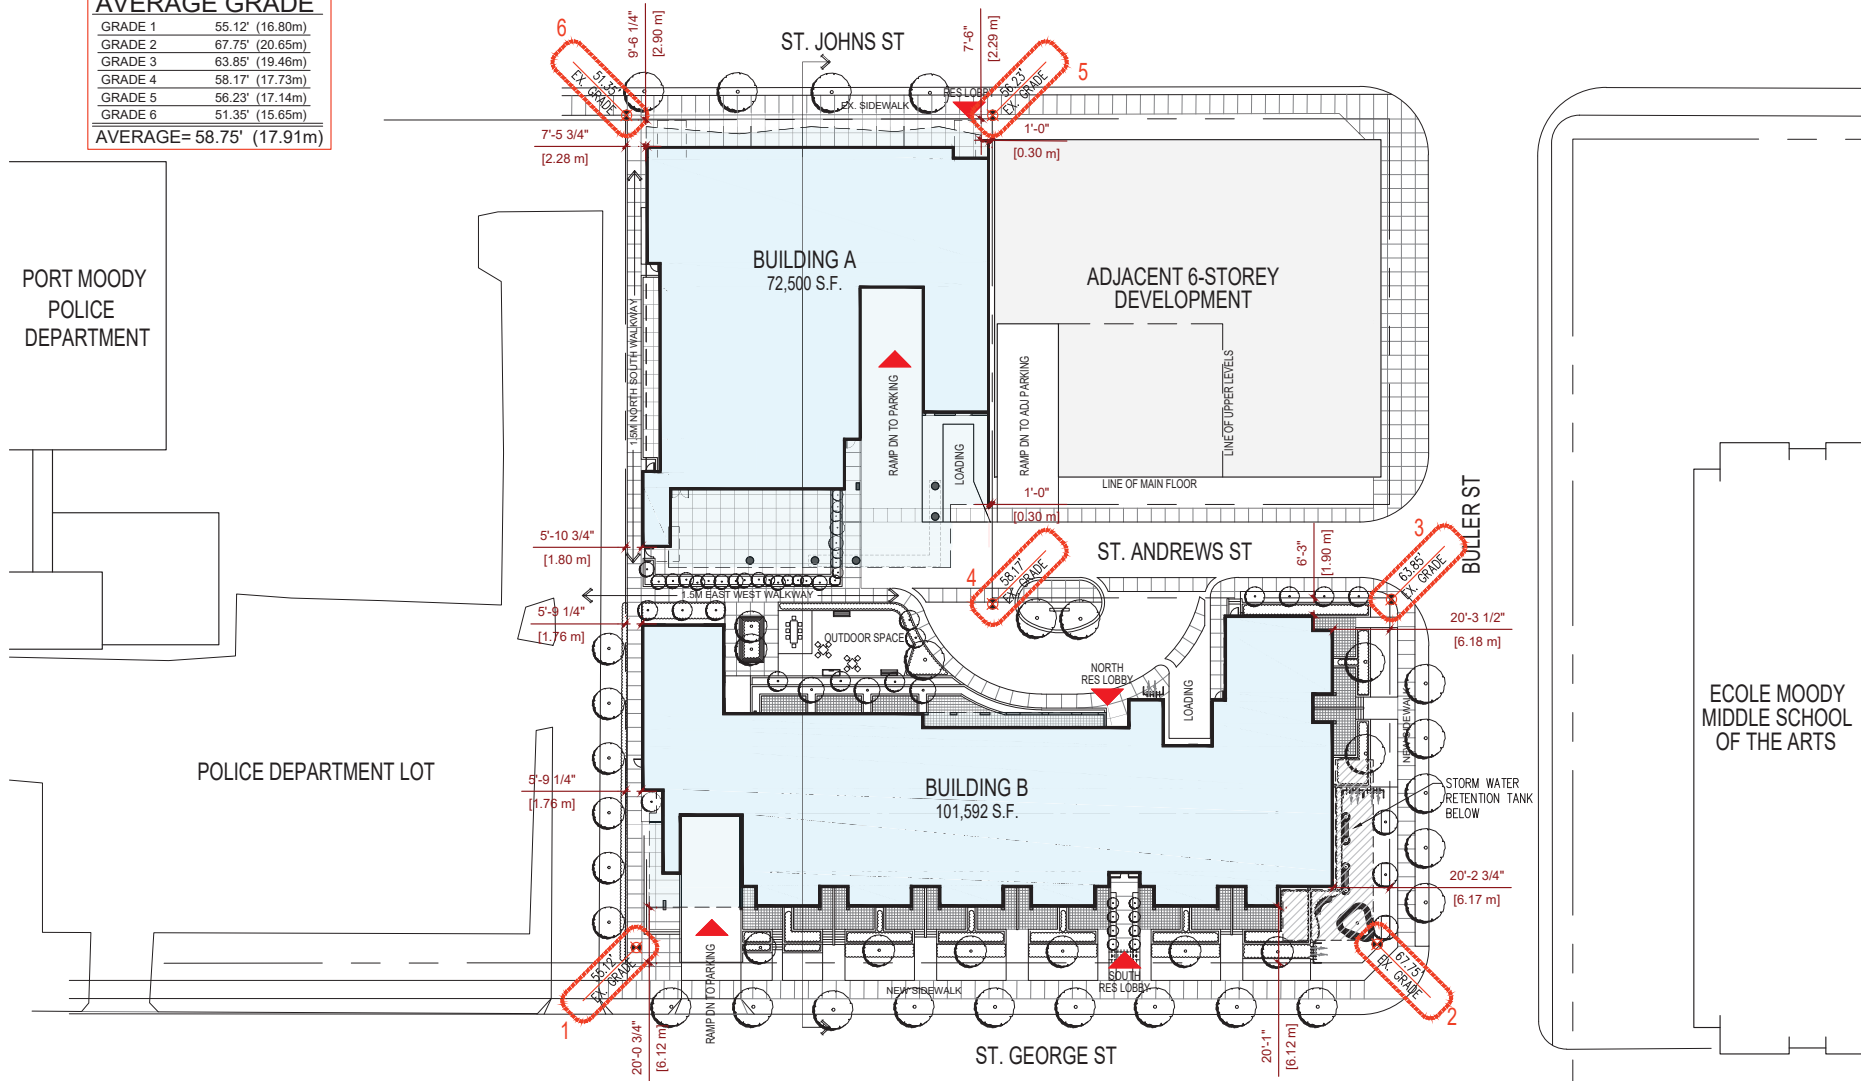 AVERAGE GRADE
GRADE 1 55.12' (16.80m)
GRADE 2 67.75' (20.65m)
GRADE 3 63.85' (19.46m)
GRADE 4 58.17' (17.73m)
GRADE 5 56.23' (17.14m)
GRADE 6 51.35' (15.65m)
AVERAGE= 58.75' (17.91m)
6
51.35'
EX. GRADE
9'-6 1/4"
[2.90 m]
ST. JOHNS ST
7'-6"
[2.29 m]
5
56.23'
EX. GRADE
RES LOBBY
EX. SIDEWALK
7'-5 3/4"
[2.28 m]
1'-0"
[0.30 m]
PORT MOODY
POLICE
DEPARTMENT
1.5M NORTH SOUTH WALKWAY
BUILDING A
72,500 S.F.
RAMP DN TO PARKING
LOADING
RAMP DN TO ADJ PARKING
ADJACENT 6-STOREY
DEVELOPMENT
LINE OF UPPER LEVELS
LINE OF MAIN FLOOR
1'-0"
[0.30 m]
BULLER ST
5'-10 3/4"
[1.80 m]
4
58.17'
EX. GRADE
ST. ANDREWS ST
6'-3"
[1.90 m]
3
63.85'
EX. GRADE
1.5M EAST WEST WALKWAY
5'-9 1/4"
[1.76 m]
OUTDOOR SPACE
20'-3 1/2"
[6.18 m]
NORTH
RES LOBBY
LOADING
NEW SIDEWALK
ECOLE MOODY
MIDDLE SCHOOL
OF THE ARTS
POLICE DEPARTMENT LOT
5'-9 1/4"
[1.76 m]
BUILDING B
101,592 S.F.
STORM WATER
RETENTION TANK
BELOW
20'-2 3/4"
[6.17 m]
55.12'
EX. GRADE
1
RAMP DN TO PARKING
SOUTH
RES LOBBY
NEW SIDEWALK
67.75'
EX. GRADE
2
20'-0 3/4"
[6.12 m]
ST. GEORGE ST
20'-1"
[6.12 m]